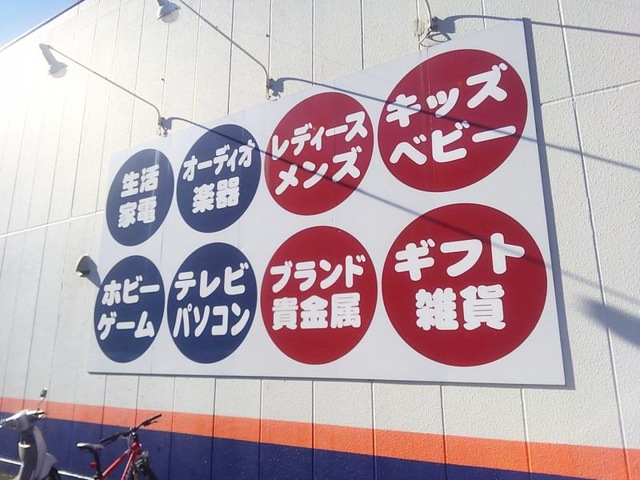 生活
家電
オーディオ
楽器
レディース
メンズ
キッズ
ベビー
ホビー
ゲーム
テレビ
パソコン
ブランド
貴金属
ギフト
雑貨